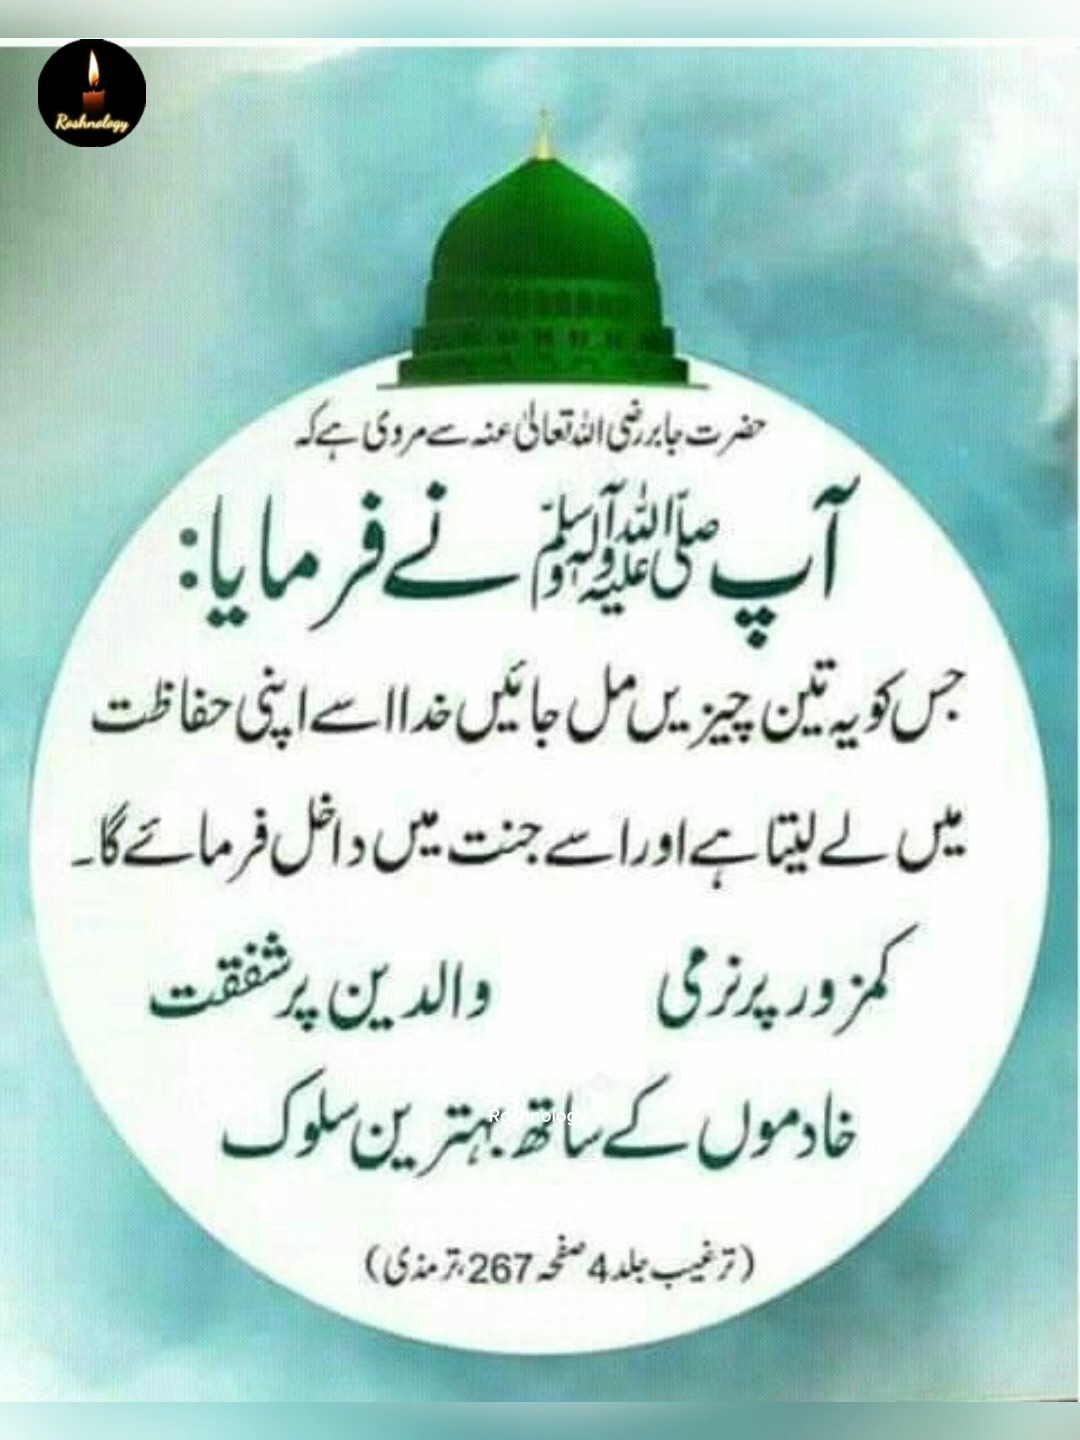 Roshnology
حضرت جابر رضی اللہ تعالیٰ عنہ سے مروی ہے کہ
آپ صلی اللہ علیہ وآلہ وسلم نے فرمایا:
جس کو یہ تین چیزیں مل جائیں خدا اسے اپنی حفاظت
میں لے لیتا ہے اور اسے جنت میں داخل فرمائے گا۔
کمزور پر نرمی والدین پر شفقت
خادموں کے ساتھ بہترین سلوک
Roshnology
(ترغیب جلد 4 صفحہ 267، ترمذی)